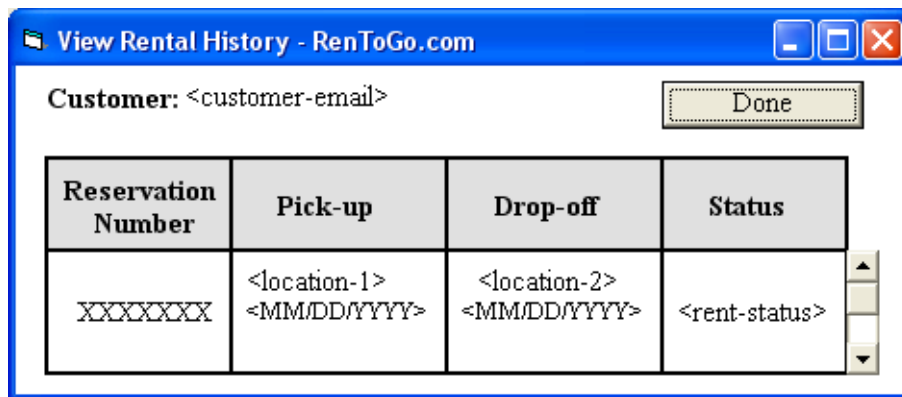 View Rental History - RenToGo.com
Customer: <customer-email>
Done
Reservation
Number
Pick-up
Drop-off
Status
XXXXXXXX
<location-1>
<MM/DD/YYYY>
<location-2>
<MM/DD/YYYY>
<rent-status>